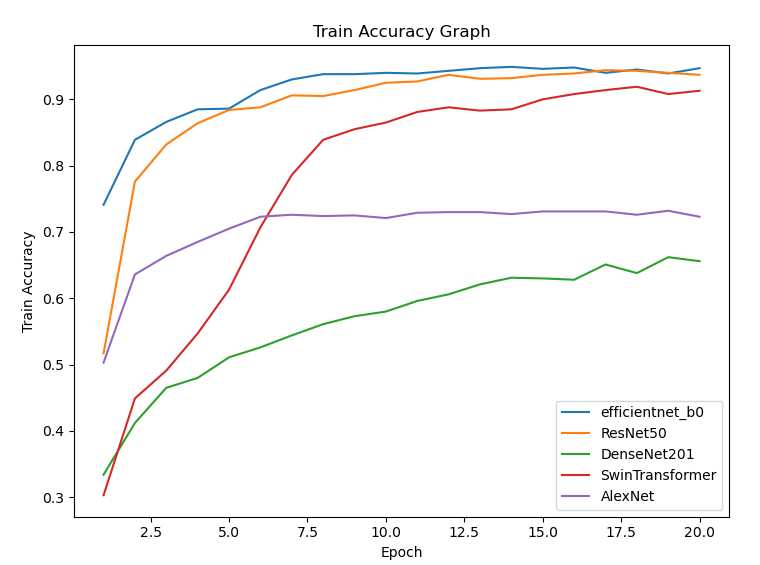 Train Accuracy Graph
Train Accuracy
0.9
0.8
0.7
0.6
0.5
0.4
0.3
efficientnet_b0
ResNet50
DenseNet201
SwinTransformer
AlexNet
2.5 5.0 7.5 10.0 12.5 15.0 17.5 20.0
Epoch